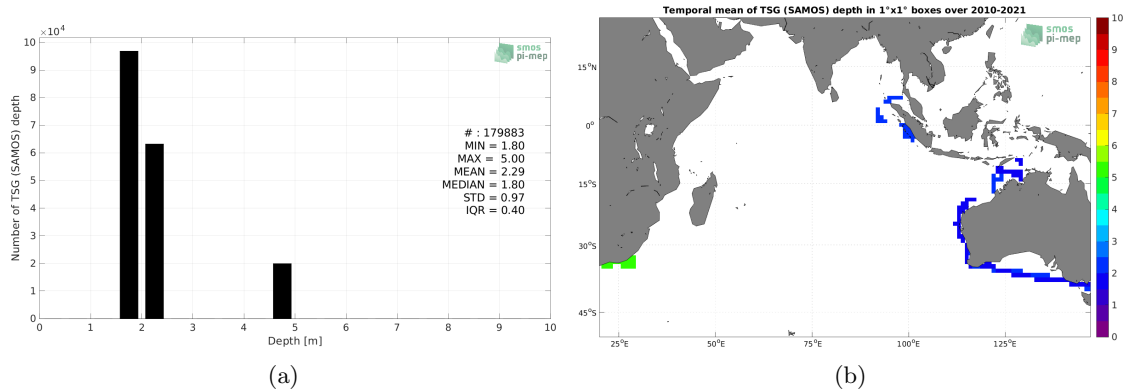 ×10⁴
10
9
8
7
6
5
4
3
2
1
0
Number of TSG (SAMOS) depth
0 1 2 3 4 5 6 7 8 9 10
Depth [m]
smos
pi-mep
# : 179883
MIN = 1.80
MAX = 5.00
MEAN = 2.29
MEDIAN = 1.80
STD = 0.97
IQR = 0.40
(a)
Temporal mean of TSG (SAMOS) depth in 1°x1° boxes over 2010-2021
smos
pi-mep
15°N
0°
15°S
30°S
45°S
25°E 50°E 75°E 100°E 125°E
10
9
8
7
6
5
4
3
2
1
0
(b)